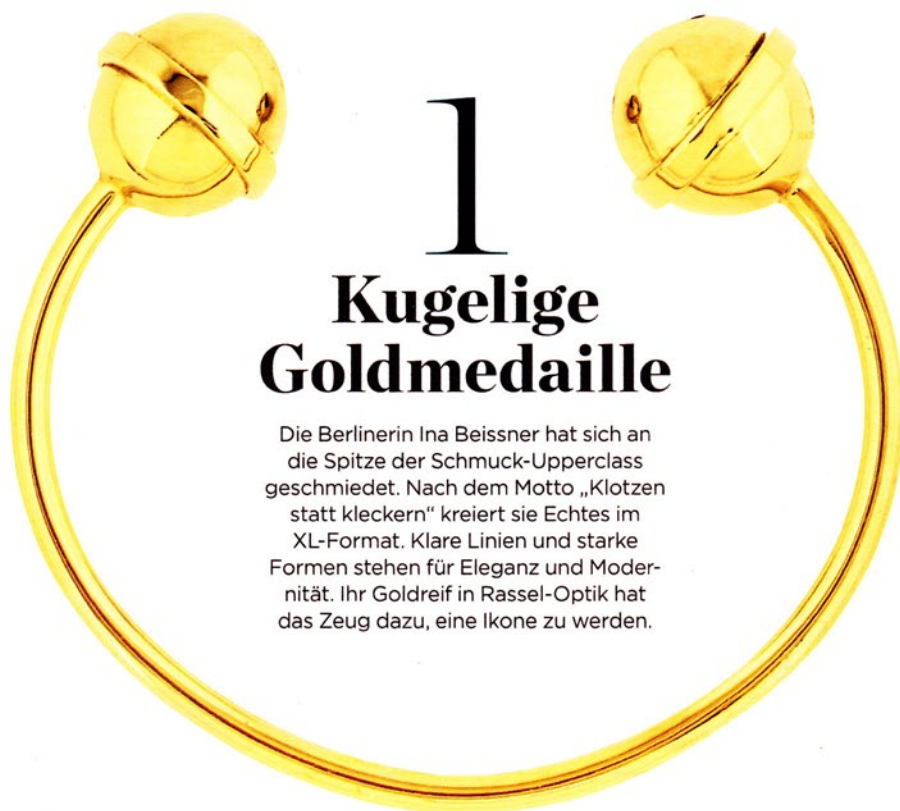 1
Kugelige
Goldmedaille
Die Berlinerin Ina Beissner hat sich an
die Spitze der Schmuck-Upperclass
geschmiedet. Nach dem Motto „Klotzen
statt kleckern“ kreiert sie Echtes im
XL-Format. Klare Linien und starke
Formen stehen für Eleganz und Moder-
nität. Ihr Goldreif in Rassel-Optik hat
das Zeug dazu, eine Ikone zu werden.